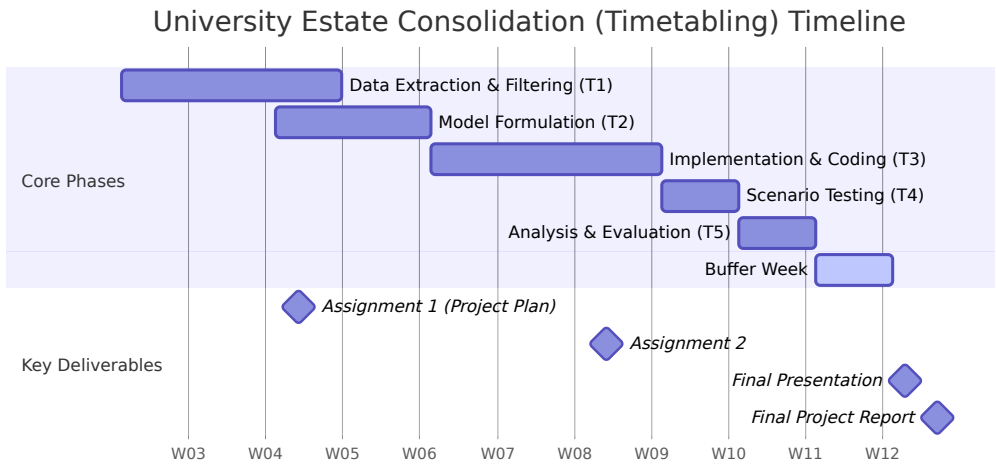 University Estate Consolidation (Timetabling) Timeline
Data Extraction & Filtering (T1)
Model Formulation (T2)
Implementation & Coding (T3)
Core Phases
Scenario Testing (T4)
Analysis & Evaluation (T5)
Buffer Week
Assignment 1 (Project Plan)
Assignment 2
Key Deliverables
Final Presentation
Final Project Report
W03 W04 W05 W06 W07 W08 W09 W10 W11 W12